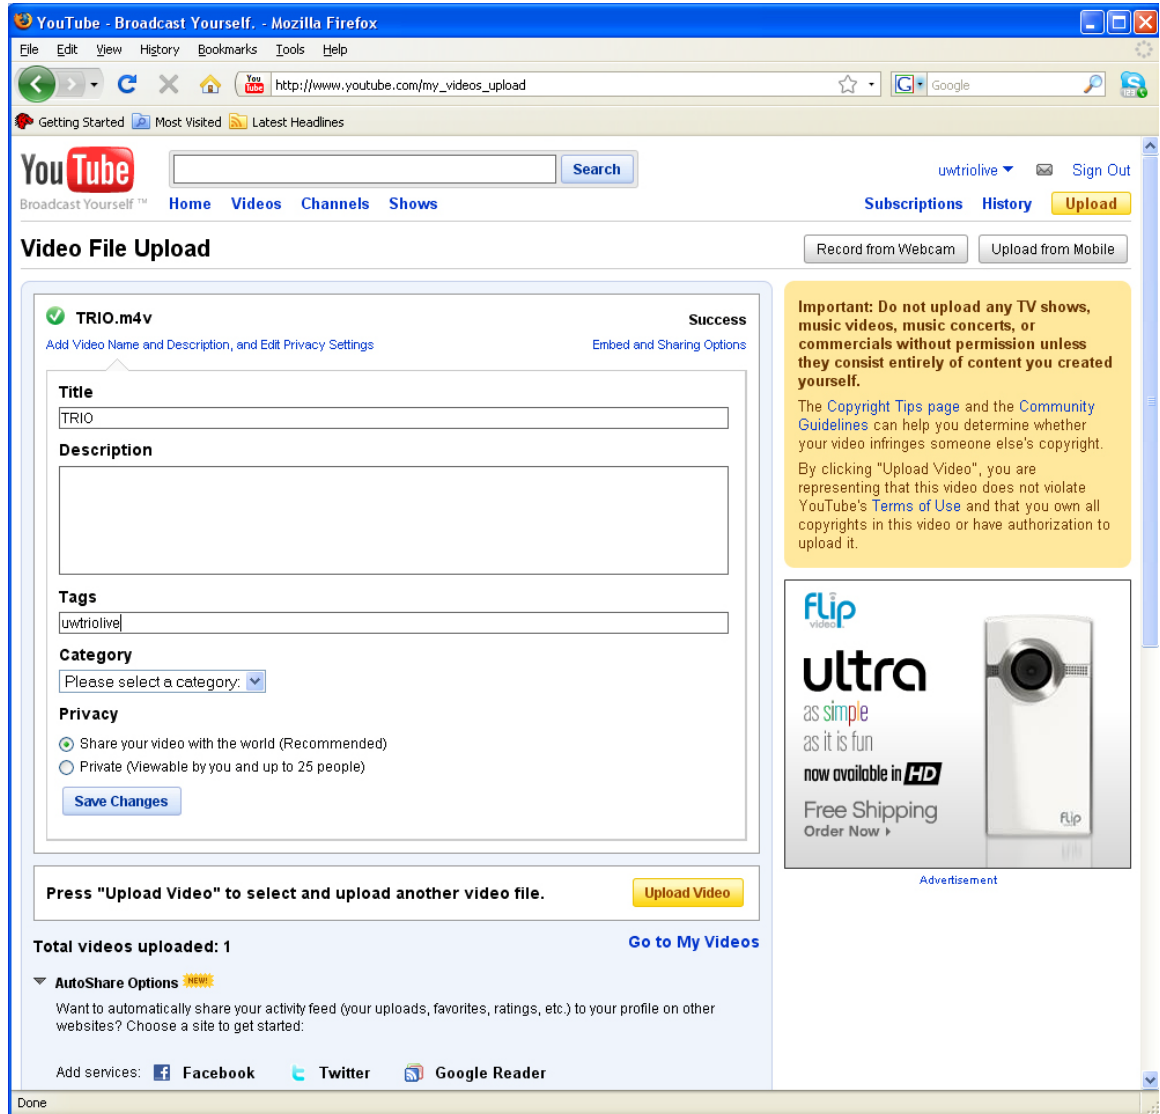 YouTube - Broadcast Yourself. - Mozilla Firefox
File Edit View History Bookmarks Tools Help
You Tube http://www.youtube.com/my_videos_upload G Google
Getting Started Most Visited Latest Headlines
You Tube Search uwtriolive Sign Out
Broadcast Yourself ™ Home Videos Channels Shows Subscriptions History Upload
Video File Upload Record from Webcam Upload from Mobile
TRIO.m4v Success
Add Video Name and Description, and Edit Privacy Settings Embed and Sharing Options
Title
TRIO
Description
Tags
uwtriolive
Category
Please select a category:
Privacy
Share your video with the world (Recommended)
Private (Viewable by you and up to 25 people)
Save Changes
Press "Upload Video" to select and upload another video file. Upload Video
Total videos uploaded: 1 Go to My Videos
AutoShare Options NEW!
Want to automatically share your activity feed (your uploads, favorites, ratings, etc.) to your profile on other
websites? Choose a site to get started:
Add services: Facebook Twitter Google Reader
Important: Do not upload any TV shows,
music videos, music concerts, or
commercials without permission unless
they consist entirely of content you created
yourself.
The Copyright Tips page and the Community
Guidelines can help you determine whether
your video infringes someone else's copyright.
By clicking "Upload Video", you are
representing that this video does not violate
YouTube's Terms of Use and that you own all
copyrights in this video or have authorization to
upload it.
flip
video
ultra
as simple
as it is fun
now available in HD
Free Shipping
Order Now
flip
Advertisement
Done